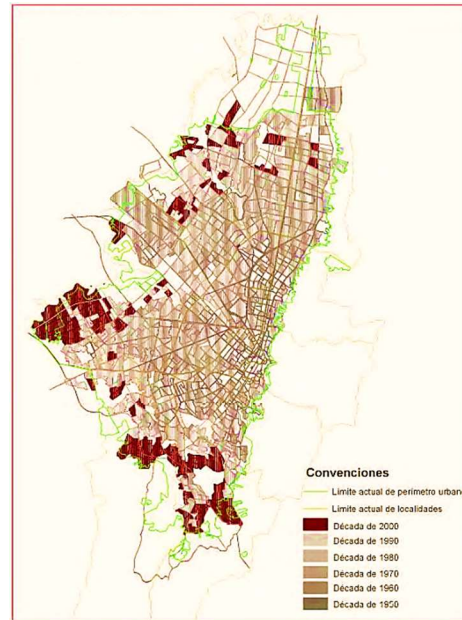 Convenciones
Limite actual de perímetro urbano
Limite actual de localidades
Década de 2000
Década de 1990
Década de 1980
Década de 1970
Década de 1960
Década de 1950